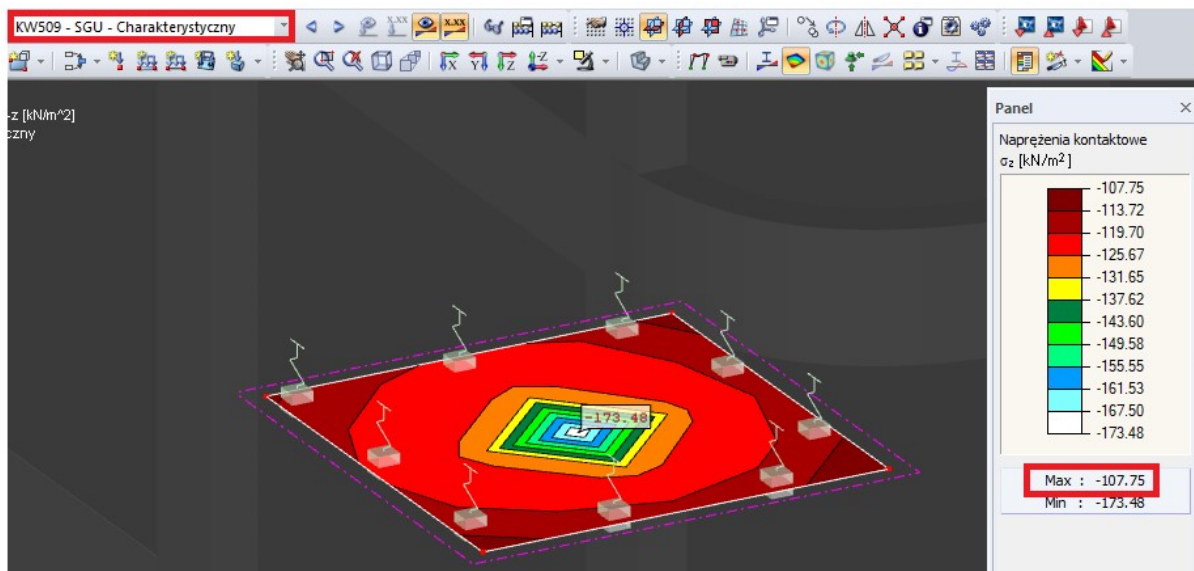 KW509 - SGU - Charakterystyczny
x.xx
x.xx
-z [kN/m^2]
czny
Panel
Naprężenia kontaktowe
σz [kN/m²]
-107.75
-113.72
-119.70
-125.67
-131.65
-137.62
-143.60
-149.58
-155.55
-161.53
-167.50
-173.48
-173.48
Max : -107.75
Min : -173.48